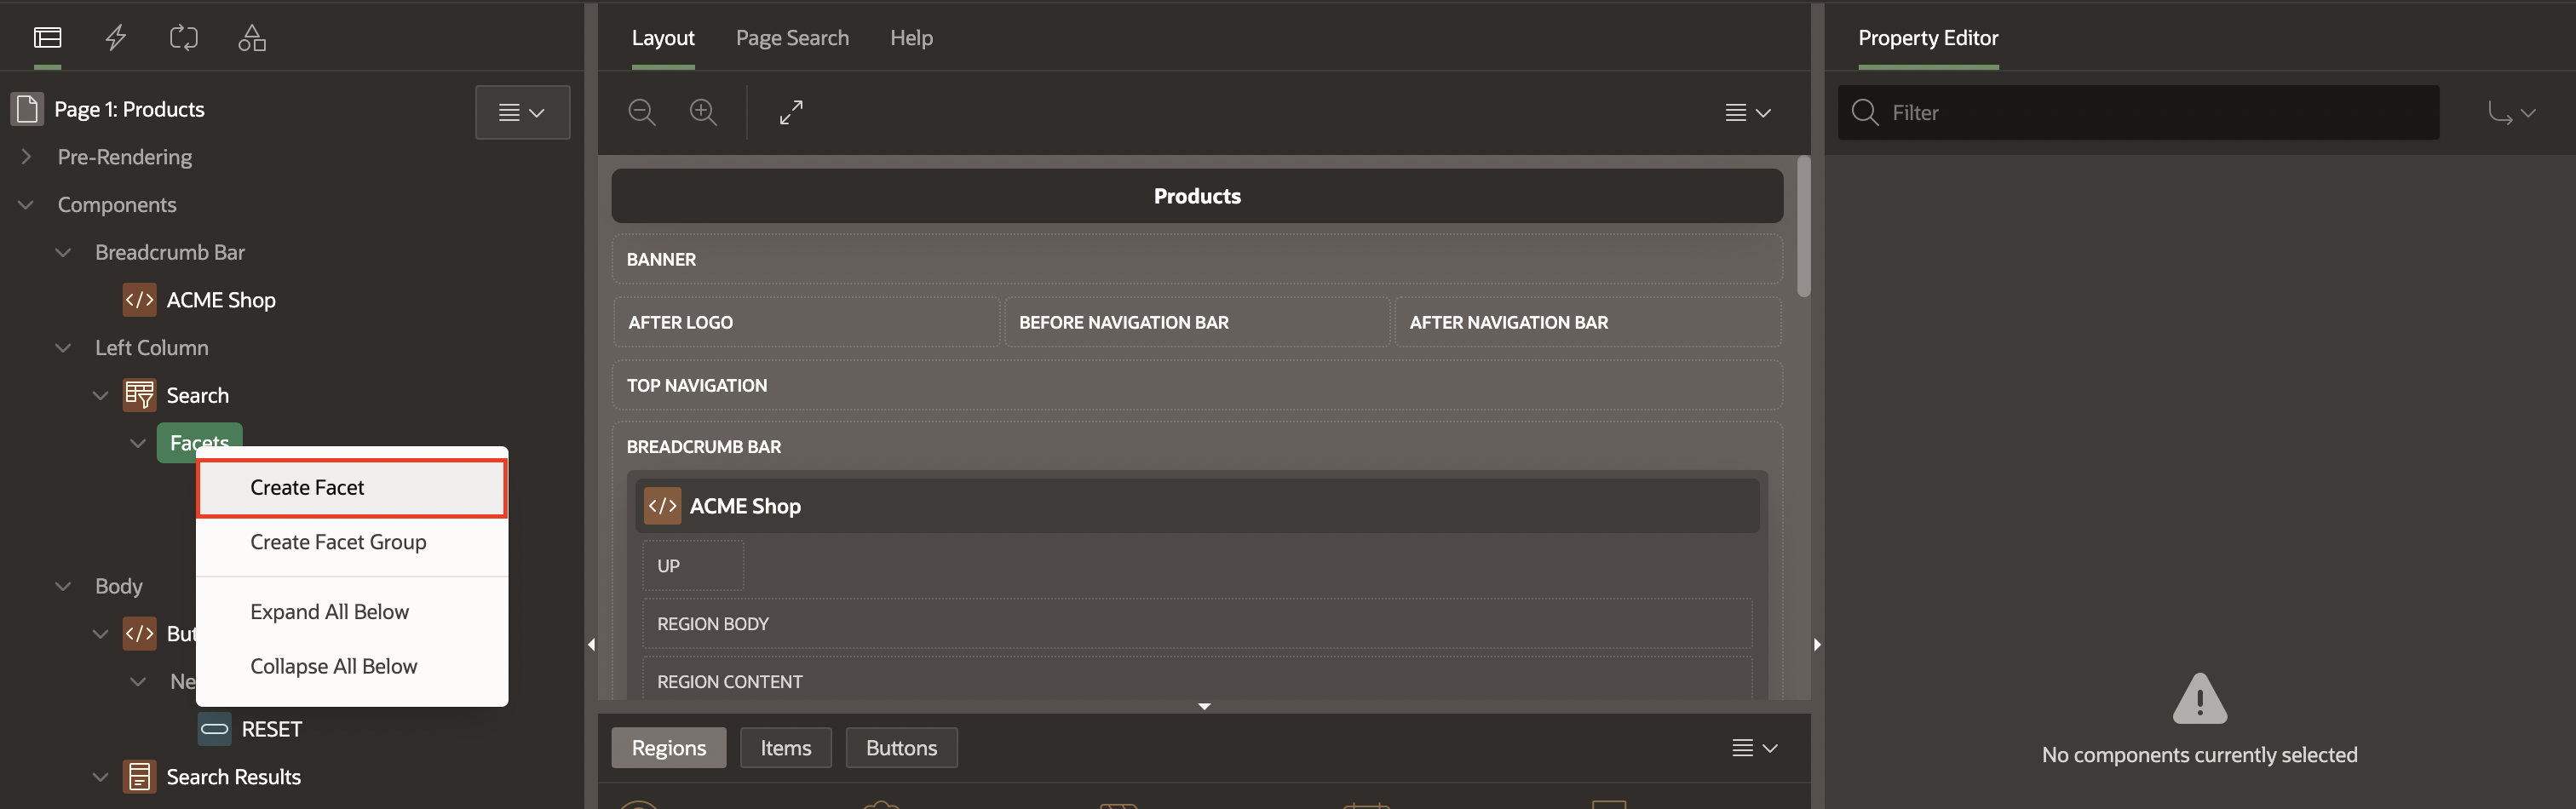 Layout
Page Search
Help
Property Editor
Page 1: Products
Filter
Pre-Rendering
Components
Breadcrumb Bar
ACME Shop
Left Column
Search
Facets
Create Facet
Create Facet Group
Expand All Below
Collapse All Below
Body
RESET
Search Results
Products
BANNER
AFTER LOGO
BEFORE NAVIGATION BAR
AFTER NAVIGATION BAR
TOP NAVIGATION
BREADCRUMB BAR
ACME Shop
UP
REGION BODY
REGION CONTENT
Regions
Items
Buttons
No components currently selected